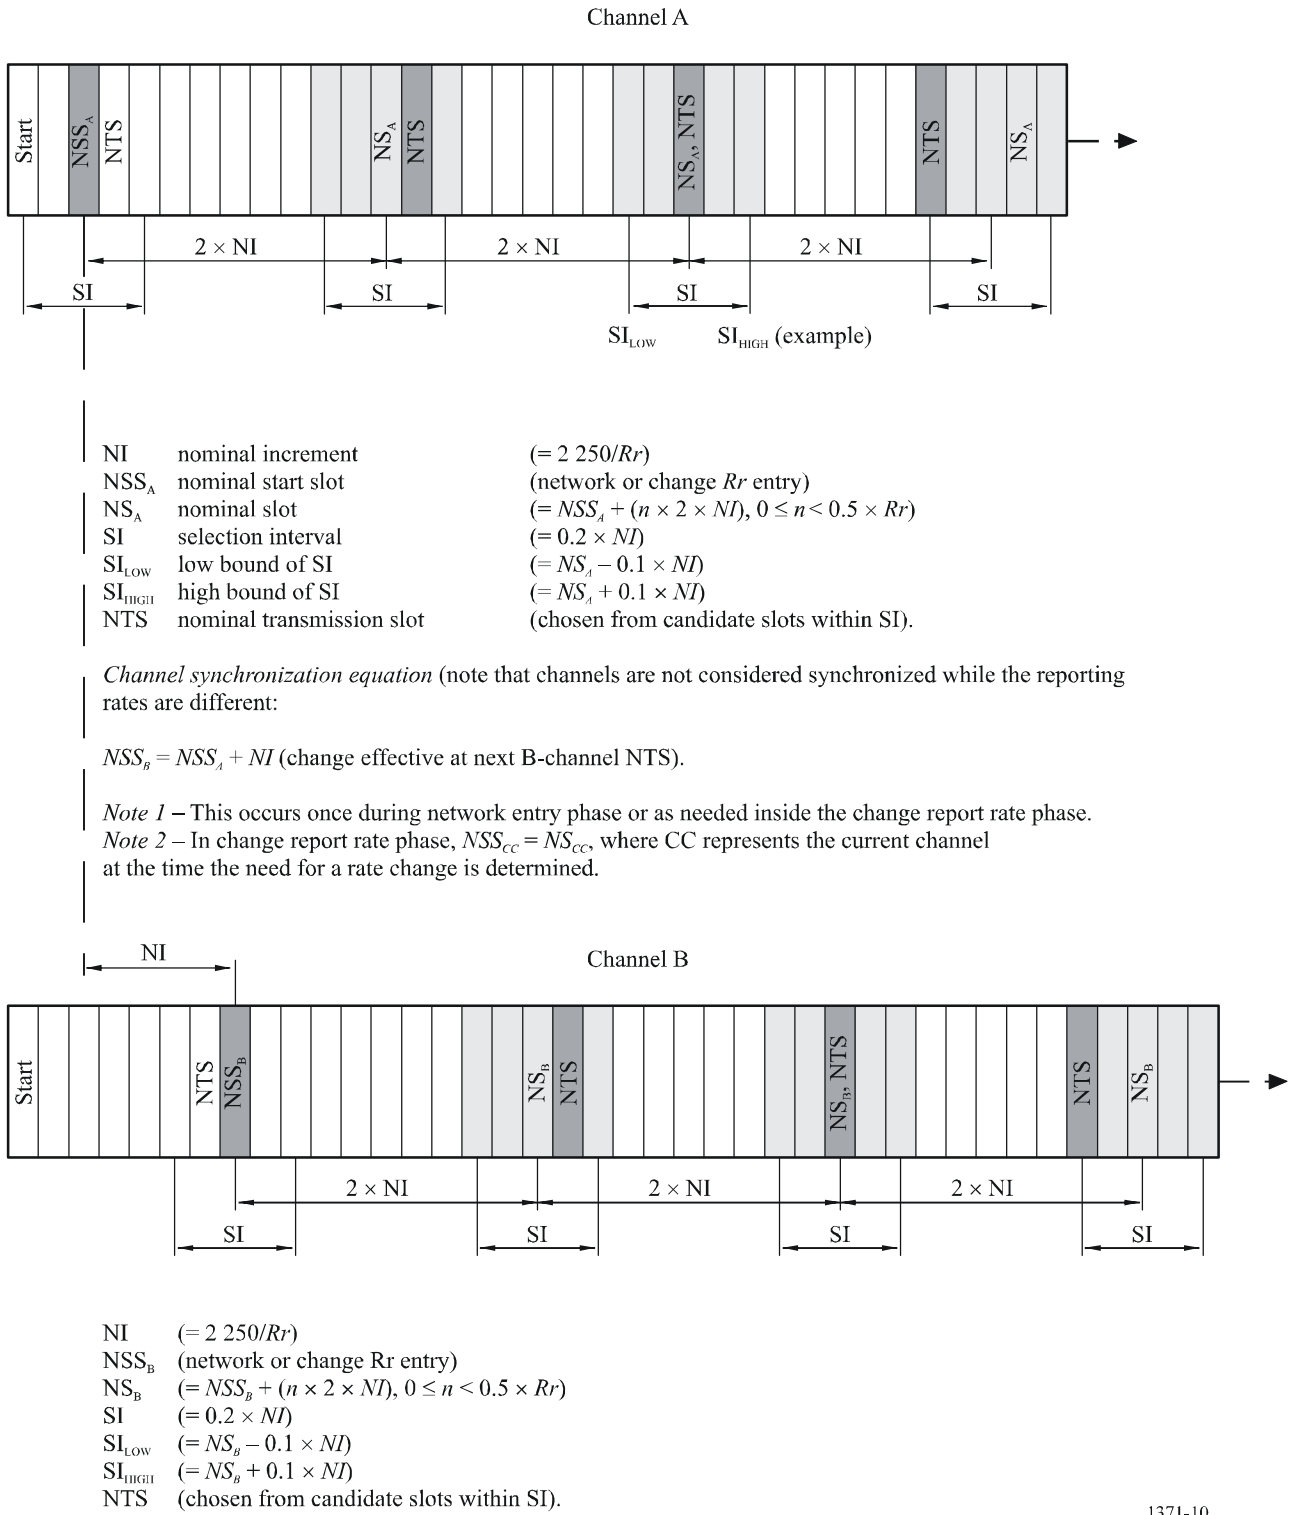 Channel A
Start
NSS_A
NTS
NS_A
NTS
NS_A, NTS
NTS
NS_A
2 × NI
2 × NI
2 × NI
SI
SI
SI
SI
SI_LOW
SI_HIGH (example)
NI nominal increment (= 2 250/Rr)
NSS_A nominal start slot (network or change Rr entry)
NS_A nominal slot (= NSS_A + (n × 2 × NI), 0 ≤ n < 0.5 × Rr)
SI selection interval (= 0.2 × NI)
SI_LOW low bound of SI (= NS_A – 0.1 × NI)
SI_HIGH high bound of SI (= NS_A + 0.1 × NI)
NTS nominal transmission slot (chosen from candidate slots within SI).
Channel synchronization equation (note that channels are not considered synchronized while the reporting
rates are different:
NSS_B = NSS_A + NI (change effective at next B-channel NTS).
Note 1 – This occurs once during network entry phase or as needed inside the change report rate phase.
Note 2 – In change report rate phase, NSS_CC = NS_CC, where CC represents the current channel
at the time the need for a rate change is determined.
NI
Channel B
Start
NTS
NSS_B
NS_B
NTS
NS_B, NTS
NTS
NS_B
2 × NI
2 × NI
2 × NI
SI
SI
SI
SI
NI (= 2 250/Rr)
NSS_B (network or change Rr entry)
NS_B (= NSS_B + (n × 2 × NI), 0 ≤ n < 0.5 × Rr)
SI (= 0.2 × NI)
SI_LOW (= NS_B – 0.1 × NI)
SI_HIGH (= NS_B + 0.1 × NI)
NTS (chosen from candidate slots within SI).
1371-10